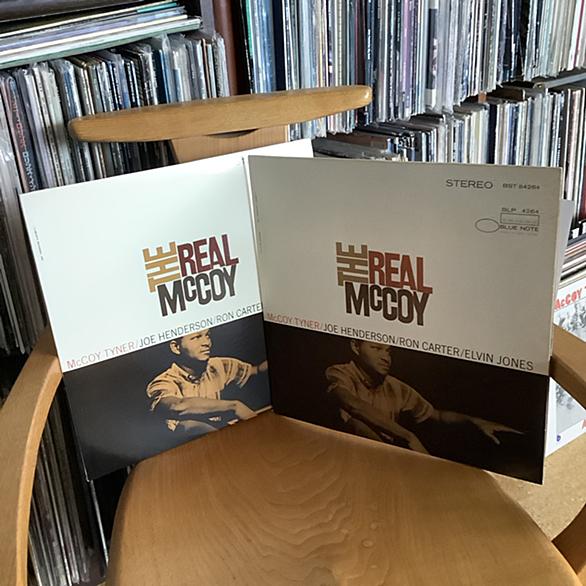 THE
REAL
McCOY
McCOY TYNER/JOE HENDERSON/RON CARTER
STEREO
BST 84264
BLP 4264
BLUE NOTE
THE
REAL
McCOY
McCOY TYNER/JOE HENDERSON/RON CARTER/ELVIN JONES